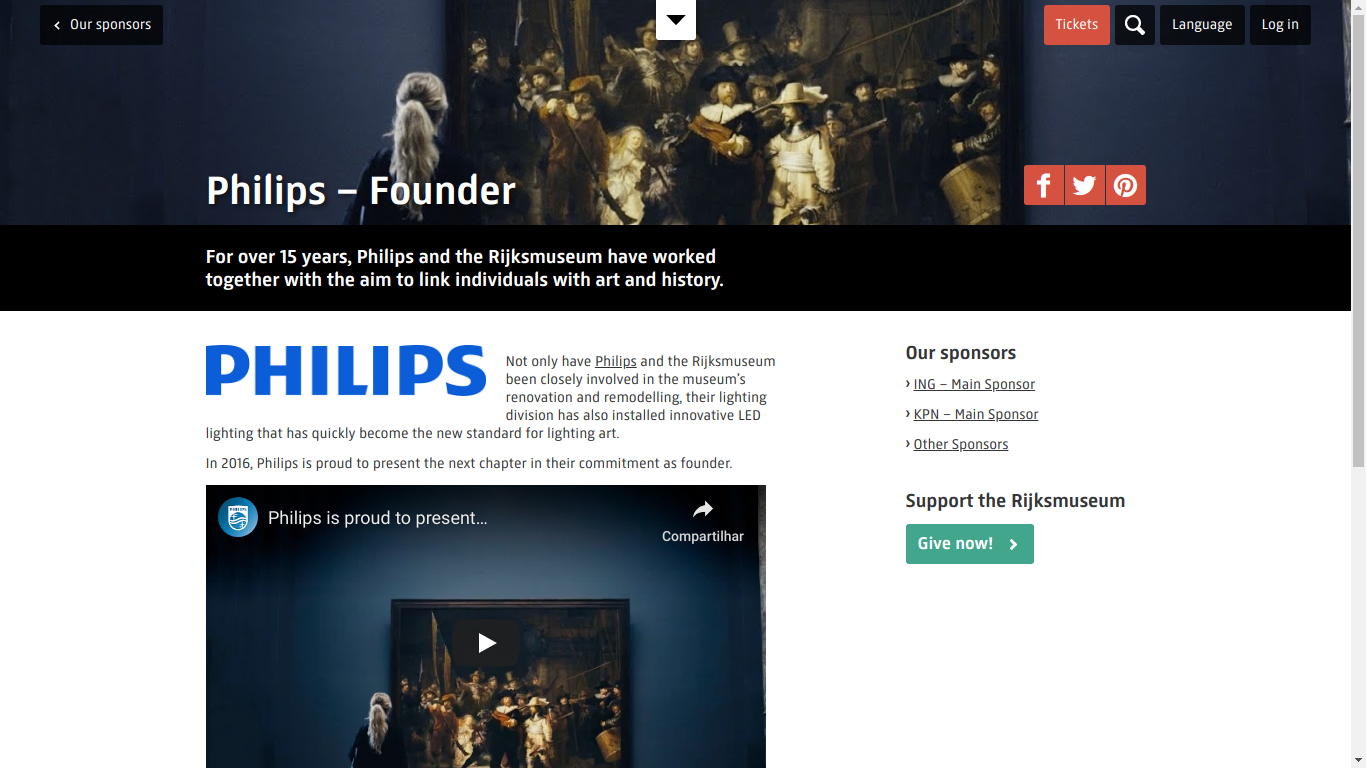 Our sponsors
Tickets
Language
Log in
Philips – Founder
For over 15 years, Philips and the Rijksmuseum have worked
together with the aim to link individuals with art and history.
PHILIPS
Not only have Philips and the Rijksmuseum
been closely involved in the museum's
renovation and remodelling, their lighting
division has also installed innovative LED
lighting that has quickly become the new standard for lighting art.
In 2016, Philips is proud to present the next chapter in their commitment as founder.
PHILIPS
Philips is proud to present...
Compartilhar
Our sponsors
› ING – Main Sponsor
› KPN – Main Sponsor
› Other Sponsors
Support the Rijksmuseum
Give now!